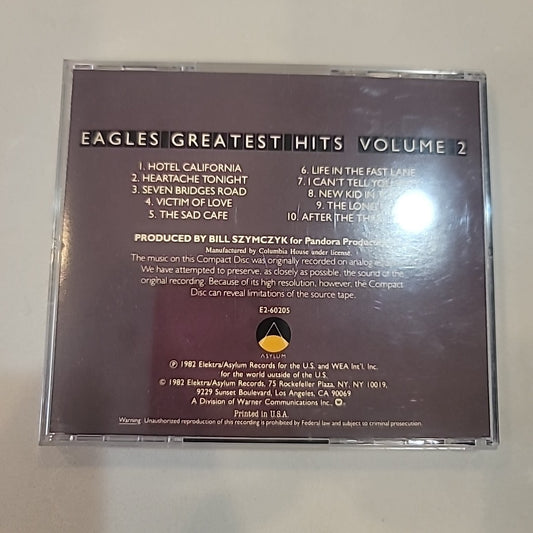 EAGLES GREATEST HITS VOLUME 2
1. HOTEL CALIFORNIA
2. HEARTACHE TONIGHT
3. SEVEN BRIDGES ROAD
4. VICTIM OF LOVE
5. THE SAD CAFE
6. LIFE IN THE FAST LANE
7. I CAN'T TELL YOU
8. NEW KID IN
9. THE LONG
10. AFTER THE TH
PRODUCED BY BILL SZYMCZYK for Pandora
Manufactured by Columbia House under license.
The music on this Compact Disc was originally recorded on analog
We have attempted to preserve, as closely as possible, the sound of the
original recording. Because of its high resolution, however, the Compact
Disc can reveal limitations of the source tape.
E2-60205
ASYLUM
℗ 1982 Elektra/Asylum Records for the U.S. and WEA Int'l. Inc.
for the world outside of the U.S.
© 1982 Elektra/Asylum Records, 75 Rockefeller Plaza, NY, NY 10019,
9229 Sunset Boulevard, Los Angeles, CA 90069
A Division of Warner Communications Inc.,
Printed in U.S.A.
Warning: Unauthorized reproduction of this recording is prohibited by Federal law and subject to criminal prosecution.